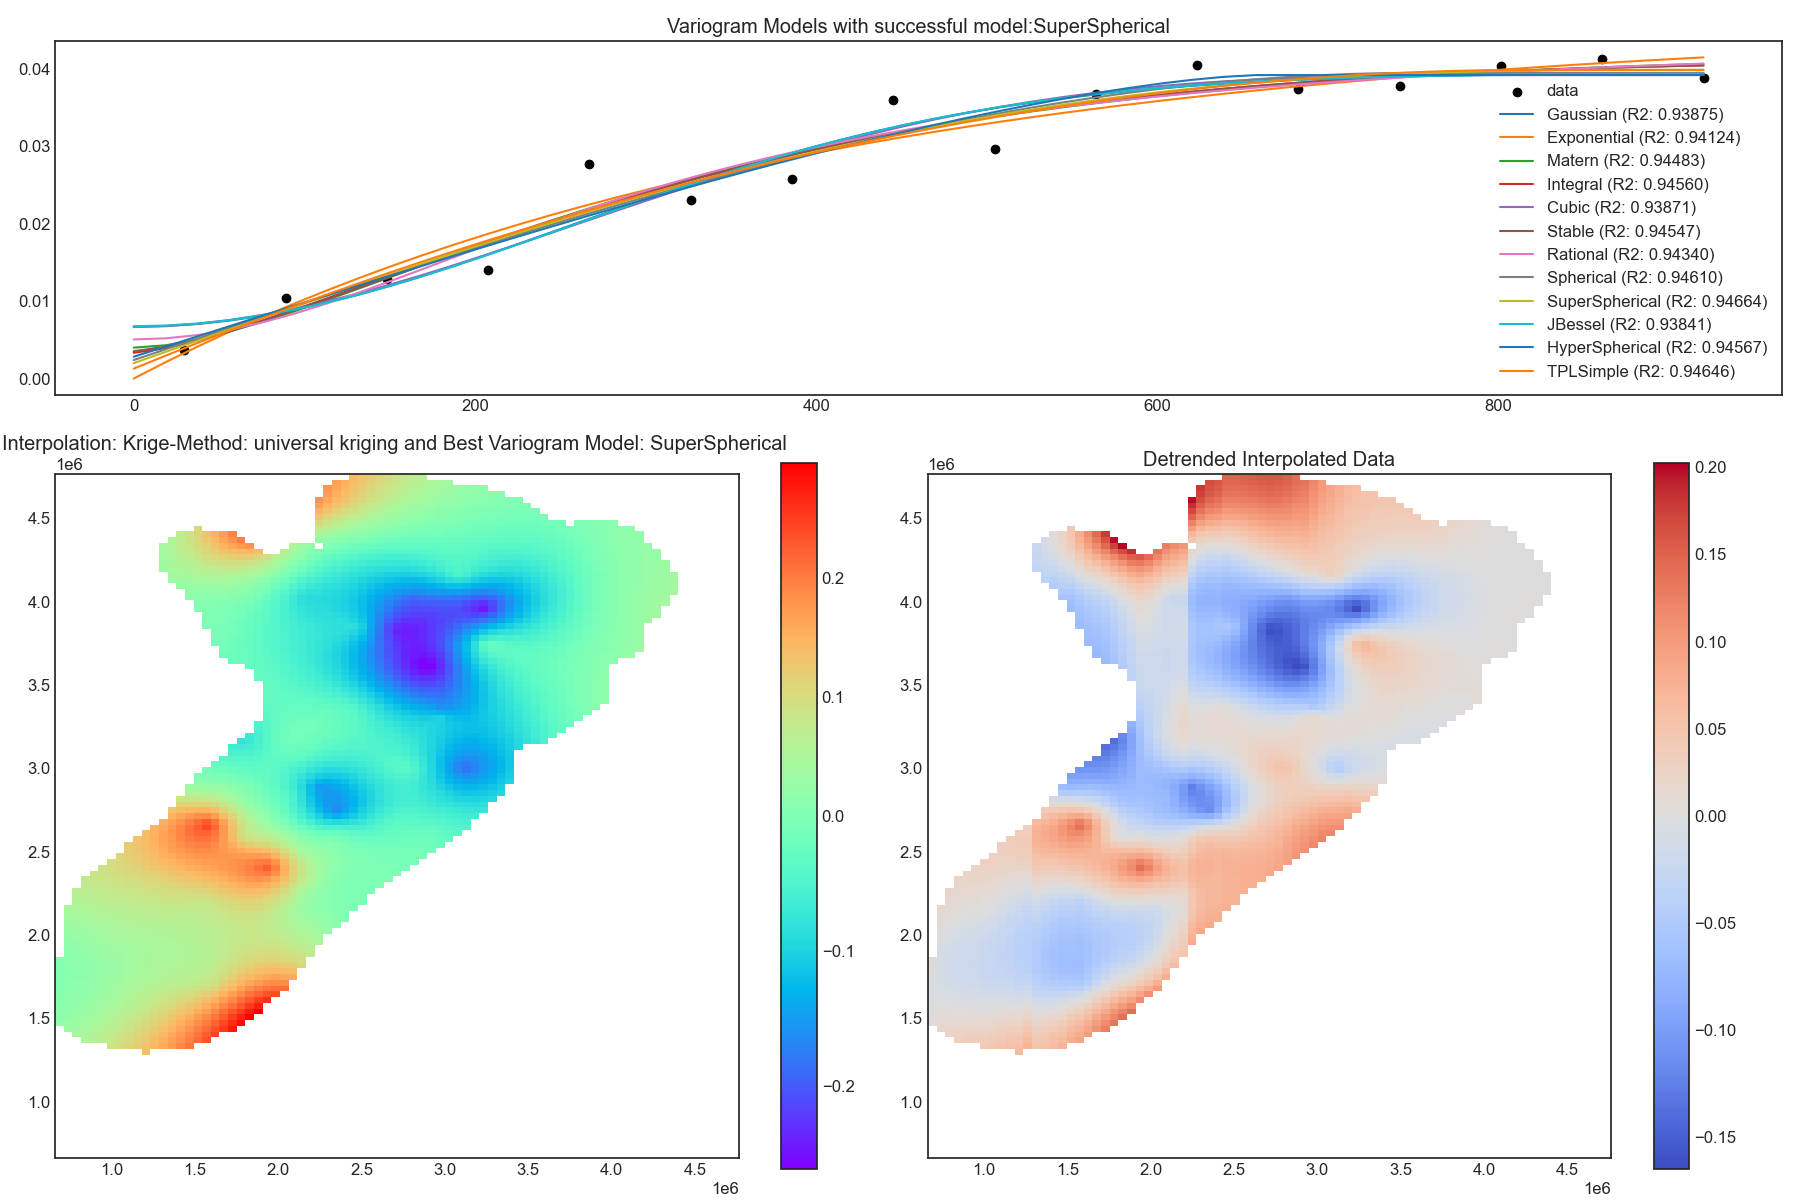 Variogram Models with successful model:SuperSpherical
0.04
0.03
0.02
0.01
0.00
data
Gaussian (R2: 0.93875)
Exponential (R2: 0.94124)
Matern (R2: 0.94483)
Integral (R2: 0.94560)
Cubic (R2: 0.93871)
Stable (R2: 0.94547)
Rational (R2: 0.94340)
Spherical (R2: 0.94610)
SuperSpherical (R2: 0.94664)
JBessel (R2: 0.93841)
HyperSpherical (R2: 0.94567)
TPLSimple (R2: 0.94646)
0 200 400 600 800
Interpolation: Krige-Method: universal kriging and Best Variogram Model: SuperSpherical
1e6
4.5
4.0
3.5
3.0
2.5
2.0
1.5
1.0
1.0 1.5 2.0 2.5 3.0 3.5 4.0 4.5
1e6
0.2
0.1
0.0
−0.1
−0.2
Detrended Interpolated Data
1e6
4.5
4.0
3.5
3.0
2.5
2.0
1.5
1.0
1.0 1.5 2.0 2.5 3.0 3.5 4.0 4.5
1e6
0.20
0.15
0.10
0.05
0.00
−0.05
−0.10
−0.15